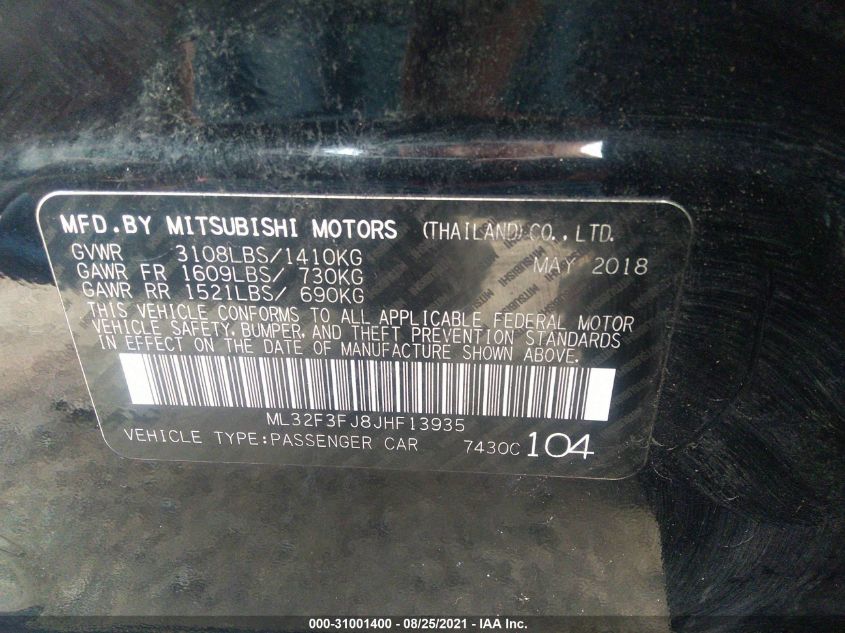 MFD.BY MITSUBISHI MOTORS (THAILAND) CO., LTD.
GVWR 3108LBS/1410KG MAY 2018
GAWR FR 1609LBS/ 730KG
GAWR RR 1521LBS/ 690KG
THIS VEHICLE CONFORMS TO ALL APPLICABLE FEDERAL MOTOR
VEHICLE SAFETY, BUMPER, AND THEFT PREVENTION STANDARDS
IN EFFECT ON THE DATE OF MANUFACTURE SHOWN ABOVE.
ML32F3FJ8JHF13935
VEHICLE TYPE:PASSENGER CAR 7430C 104
000-31001400 - 08/25/2021 - IAA Inc.